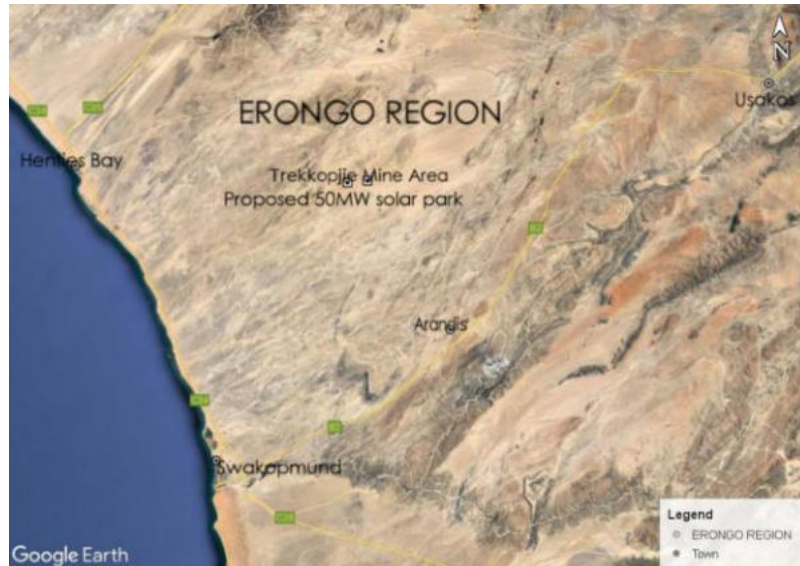 N
Usakos
ERONGO REGION
Henties Bay
Trekkopjie Mine Area
Proposed 50MW solar park
B2
Arandis
Swakopmund
Legend
ERONGO REGION
Town
Google Earth